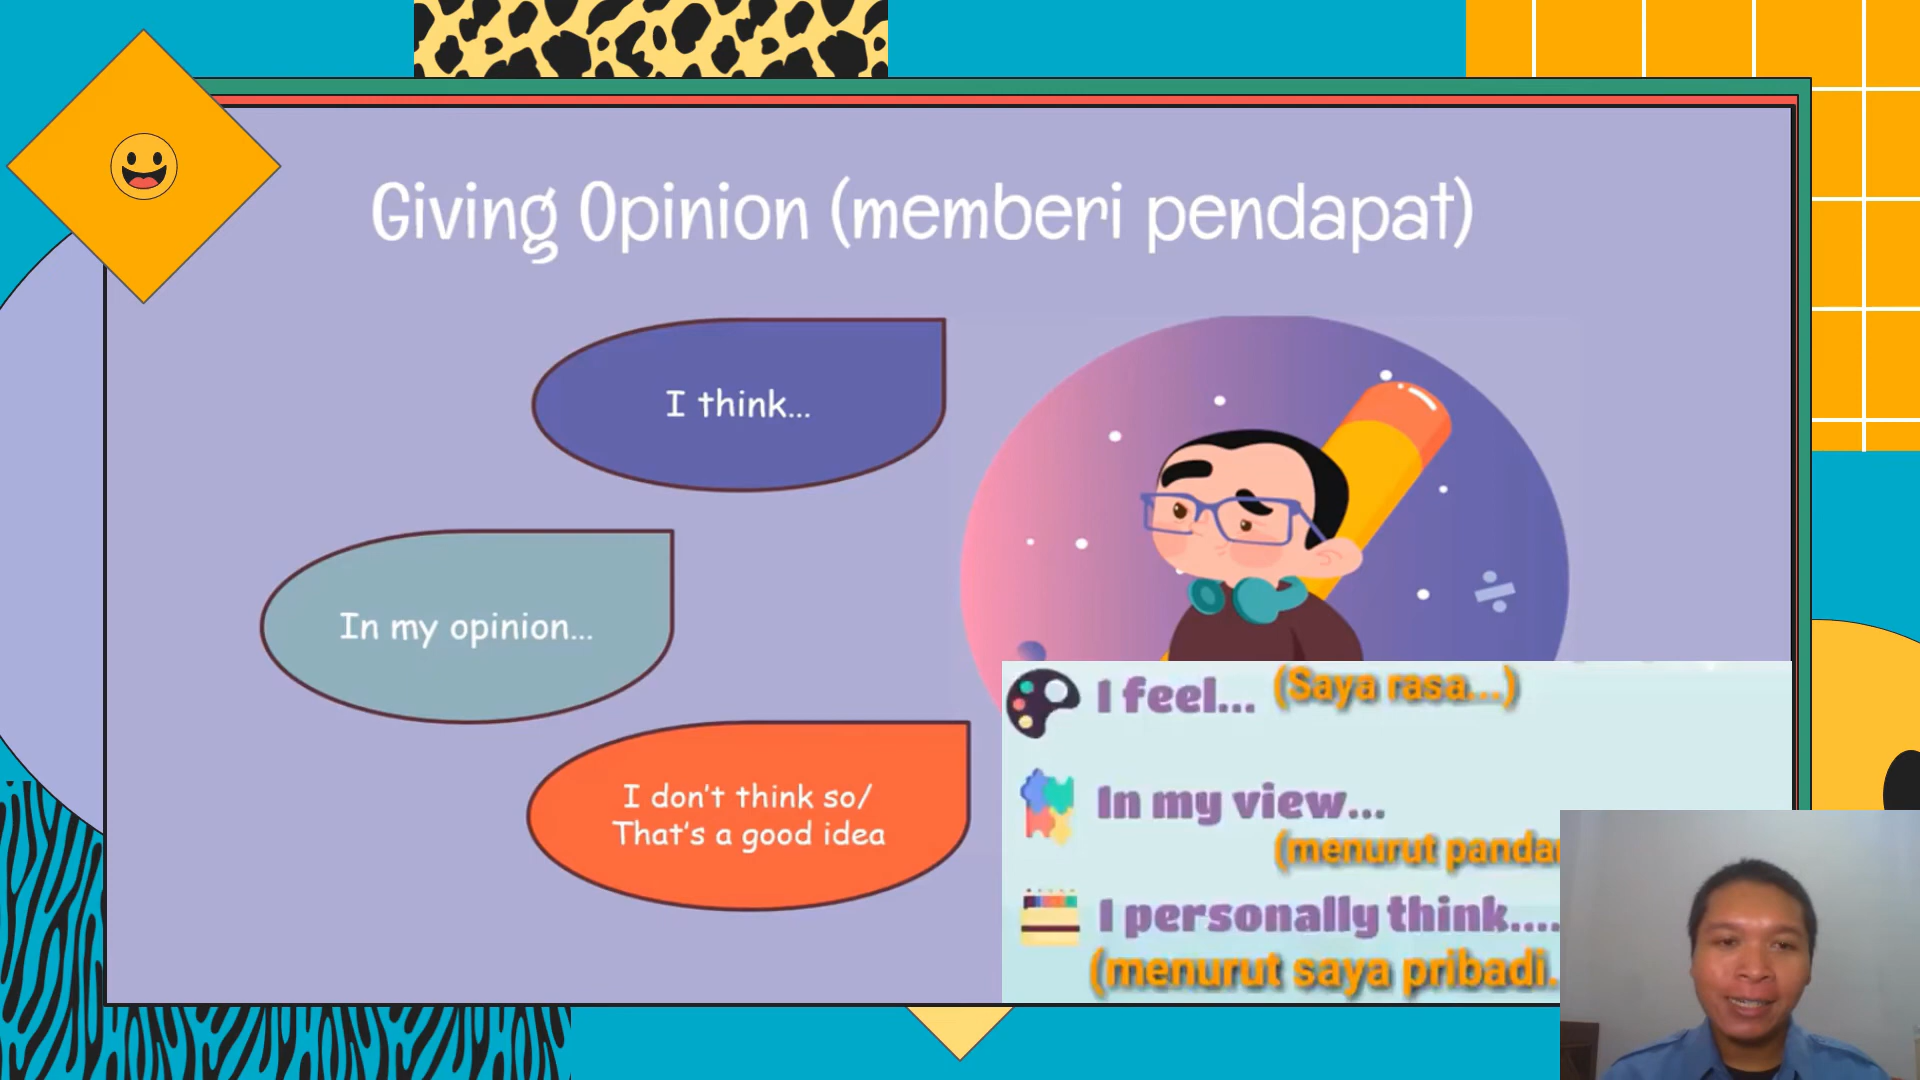 Giving Opinion (memberi pendapat)
I think...
In my opinion...
I don't think so/
That's a good idea
I feel... (Saya rasa...)
In my view...
(menurut
I personally think....
(menurut saya pribadi.